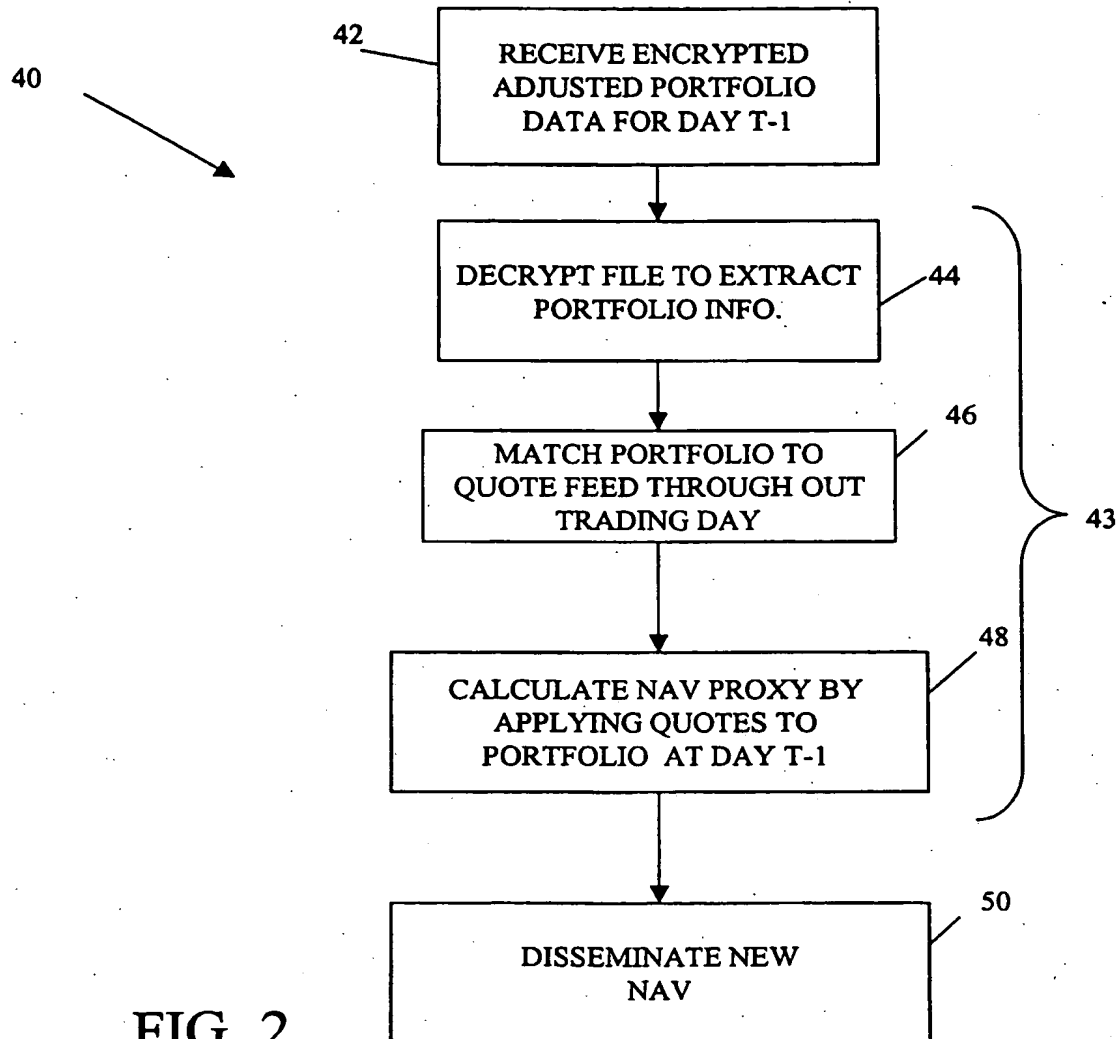 42
40
RECEIVE ENCRYPTED
ADJUSTED PORTFOLIO
DATA FOR DAY T-1
DECRYPT FILE TO EXTRACT
PORTFOLIO INFO.
44
46
MATCH PORTFOLIO TO
QUOTE FEED THROUGH OUT
TRADING DAY
43
48
CALCULATE NAV PROXY BY
APPLYING QUOTES TO
PORTFOLIO AT DAY T-1
50
DISSEMINATE NEW
NAV
FIG. 2